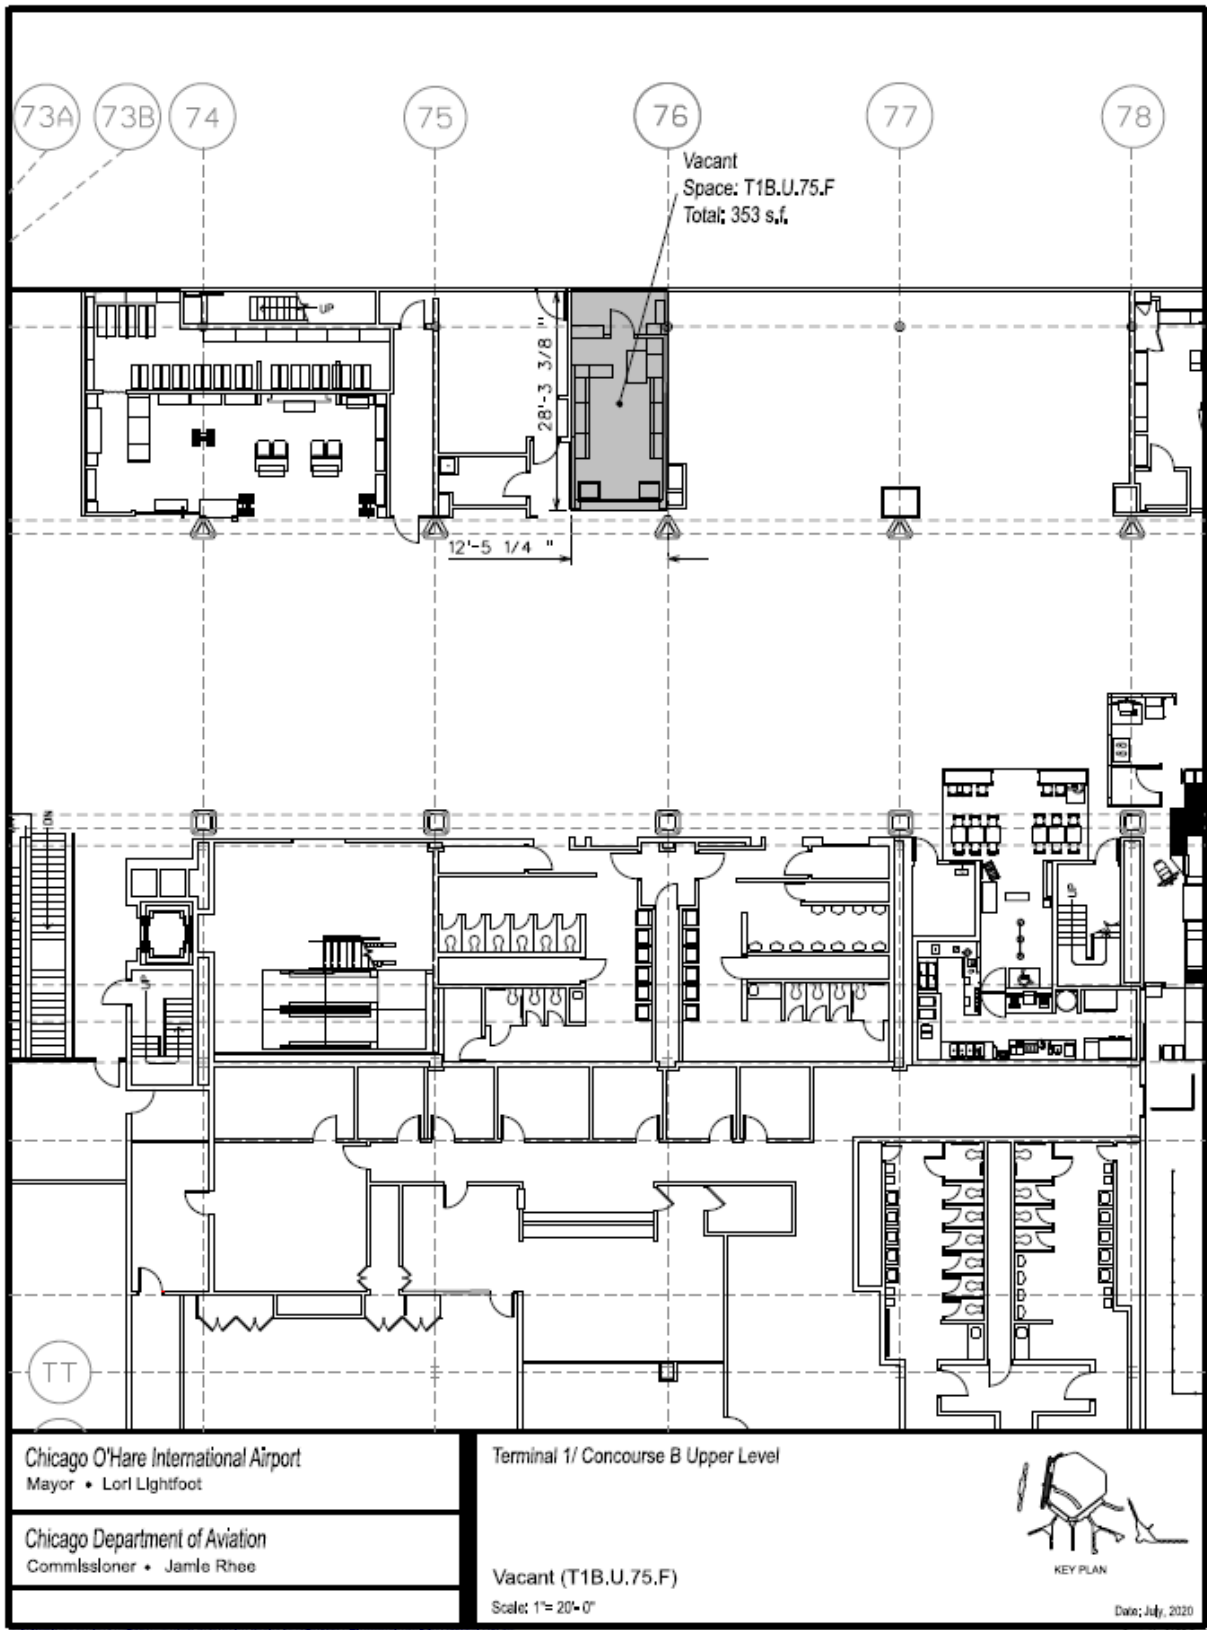 73A 73B 74 75 76 77 78
Vacant
Space: T1B.U.75.F
Total: 353 s.f.
UP
28'-3 3/8 "
12'-5 1/4 "
DN
UP
UP
TT
Chicago O'Hare International Airport
Mayor • Lori Lightfoot
Chicago Department of Aviation
Commissioner • Jamie Rhee
Terminal 1/ Concourse B Upper Level
Vacant (T1B.U.75.F)
Scale: 1"= 20'- 0"
KEY PLAN
Date: July, 2020